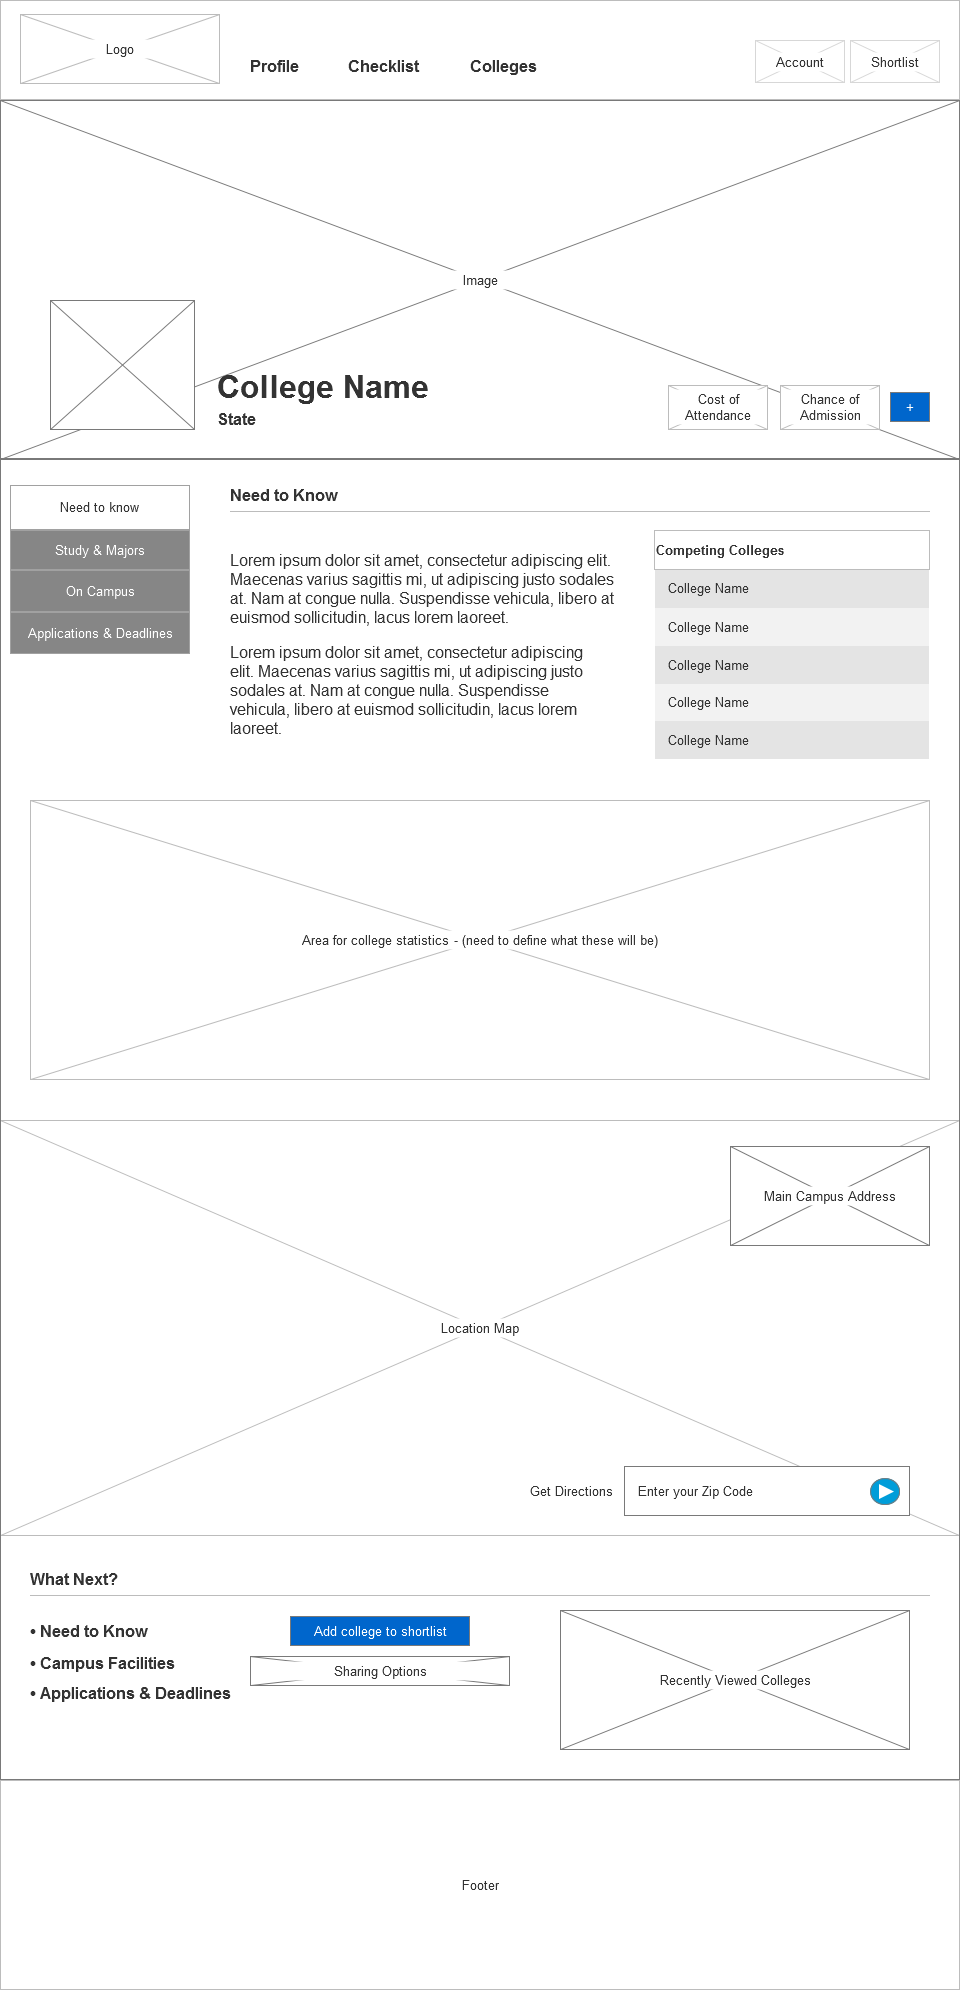 Logo
Profile
Checklist
Colleges
Account
Shortlist
Image
College Name
State
Cost of
Attendance
Chance of
Admission
+
Need to know
Study & Majors
On Campus
Applications & Deadlines
Need to Know
Lorem ipsum dolor sit amet, consectetur adipiscing elit.
Maecenas varius sagittis mi, ut adipiscing justo sodales
at. Nam at congue nulla. Suspendisse vehicula, libero at
euismod sollicitudin, lacus lorem laoreet.
Lorem ipsum dolor sit amet, consectetur adipiscing
elit. Maecenas varius sagittis mi, ut adipiscing justo
sodales at. Nam at congue nulla. Suspendisse
vehicula, libero at euismod sollicitudin, lacus lorem
laoreet.
Competing Colleges
College Name
College Name
College Name
College Name
College Name
Area for college statistics - (need to define what these will be)
Main Campus Address
Location Map
Get Directions
Enter your Zip Code
What Next?
• Need to Know
• Campus Facilities
• Applications & Deadlines
Add college to shortlist
Sharing Options
Recently Viewed Colleges
Footer